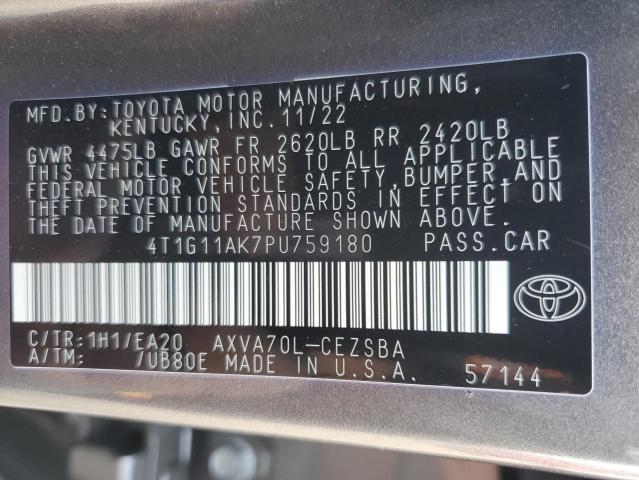 MFD.BY:TOYOTA MOTOR MANUFACTURING,
KENTUCKY,INC.11/22
GVWR 4475LB GAWR FR 2620LB RR 2420LB
THIS VEHICLE CONFORMS TO ALL APPLICABLE
FEDERAL MOTOR VEHICLE SAFETY,BUMPER,AND
THEFT PREVENTION STANDARDS IN EFFECT ON
THE DATE OF MANUFACTURE SHOWN ABOVE.
4T1G11AK7PU759180 PASS.CAR
C/TR:1H1/EA20 AXVA70L-CEZSBA
A/TM: /UB80E MADE IN U.S.A. 57144